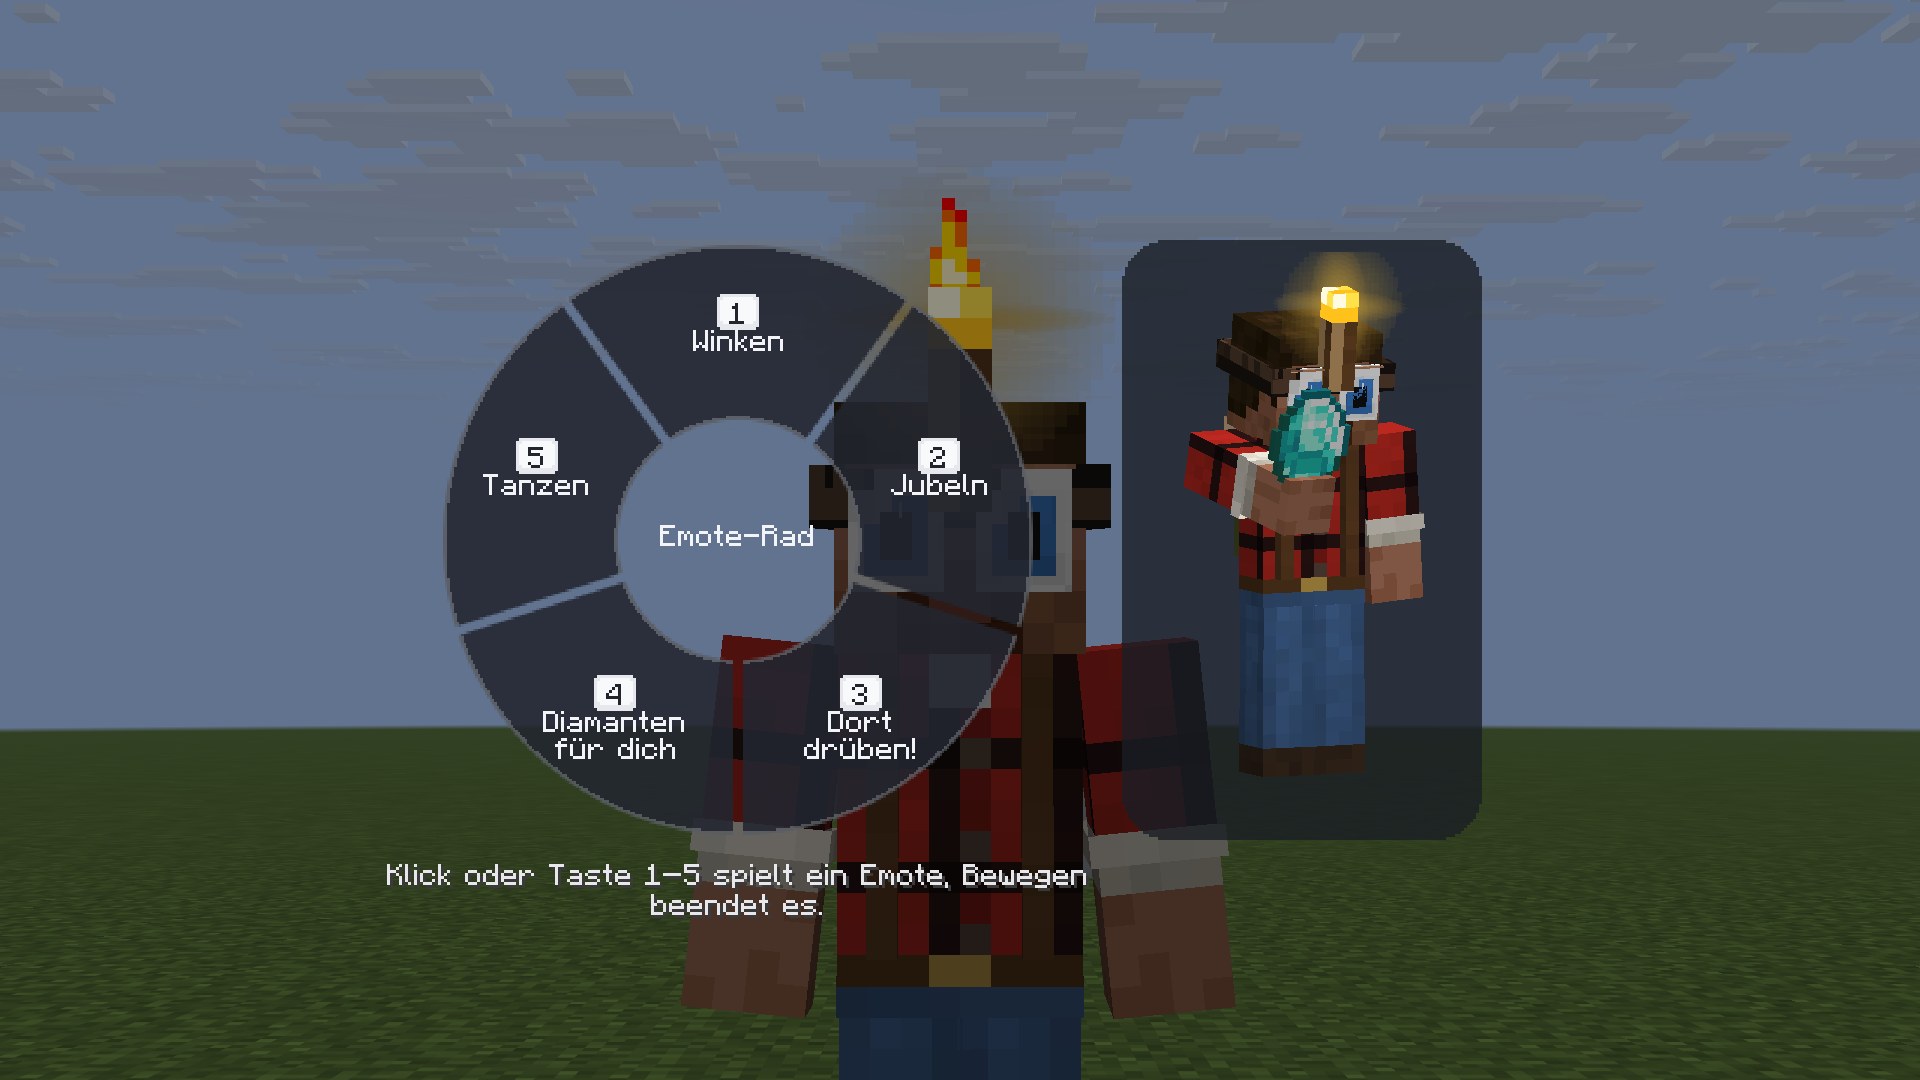 1
Winken
5
Tanzen
2
Jubeln
Emote-Rad
4
Diamanten
für dich
3
Dort
drüben!
Klick oder Taste 1-5 spielt ein Emote, Bewegen
beendet es.